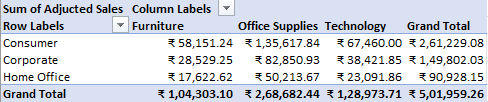 Sum of Adjucted Sales Column Labels
Row Labels Furniture Office Supplies Technology Grand Total
Consumer ₹ 58,151.24 ₹ 1,35,617.84 ₹ 67,460.00 ₹ 2,61,229.08
Corporate ₹ 28,529.25 ₹ 82,850.93 ₹ 38,421.85 ₹ 1,49,802.03
Home Office ₹ 17,622.62 ₹ 50,213.67 ₹ 23,091.86 ₹ 90,928.15
Grand Total ₹ 1,04,303.10 ₹ 2,68,682.44 ₹ 1,28,973.71 ₹ 5,01,959.26